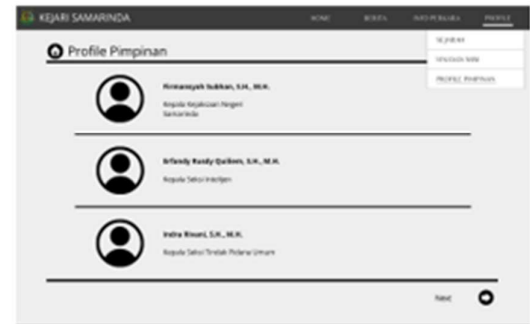 KEJARI SAMARINDA
HOME BERITA INFO PERKARA PROFILE
SEJARAH
VISI DAN MISI
PROFILE PIMPINAN
Profile Pimpinan
Firmansyah Subhan, S.H., M.H.
Kepala Kejaksaan Negeri
Samarinda
Erfandy Rusdy Quiliem, S.H., M.H.
Kepala Seksi Intelijen
Indra Rivani, S.H., M.H.
Kepala Seksi Tindak Pidana Umum
Next